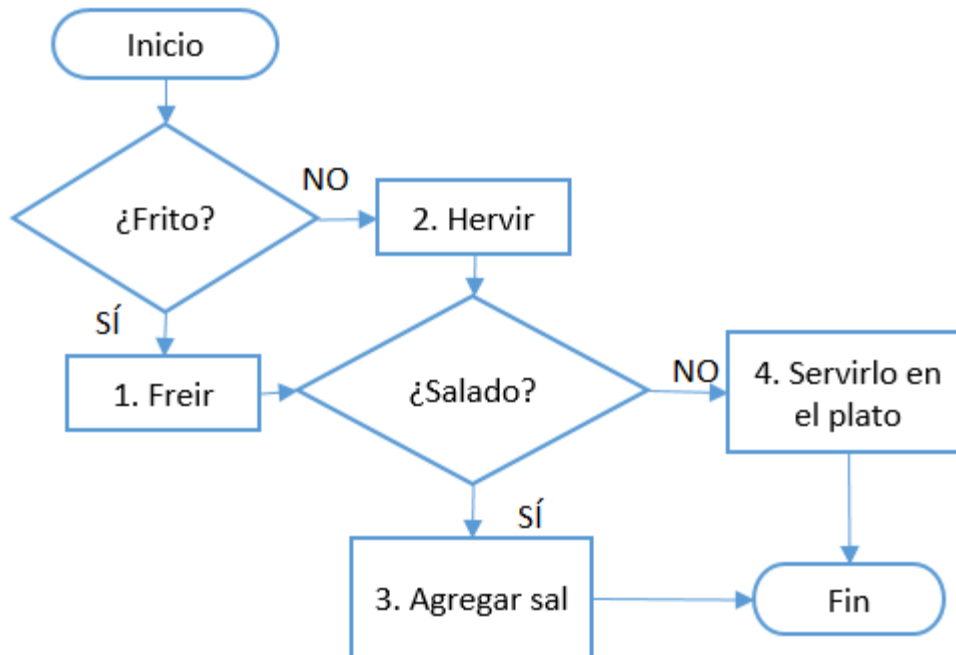 Inicio
¿Frito?
NO
2. Hervir
SÍ
1. Freir
¿Salado?
NO
4. Servirlo en
el plato
SÍ
3. Agregar sal
Fin